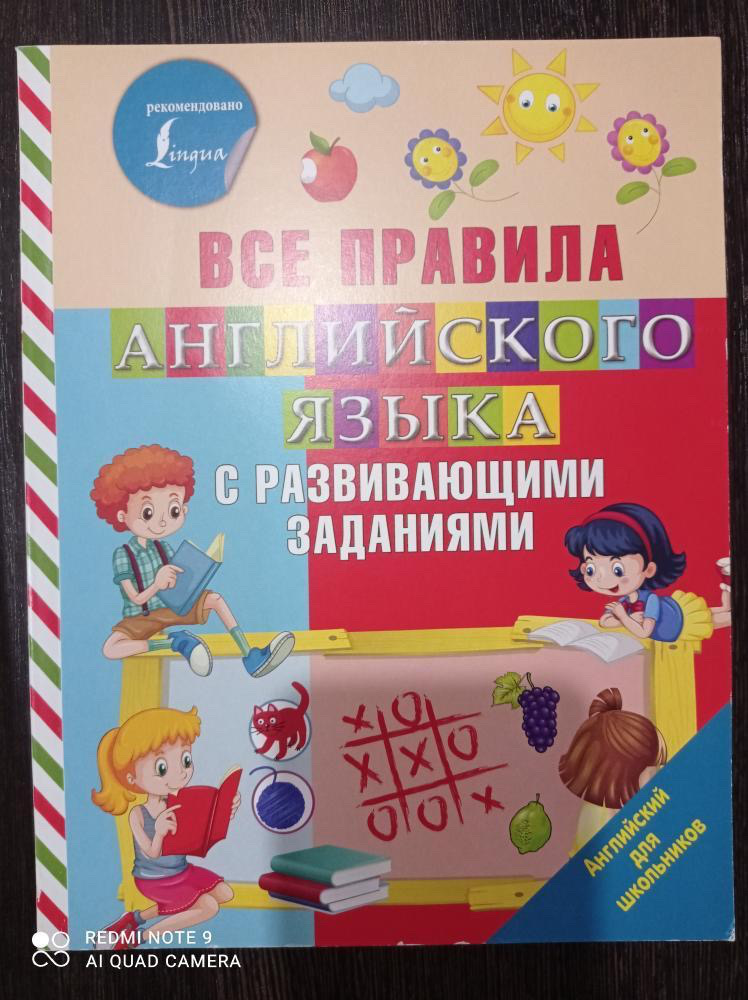 рекомендовано
Lingua
ВСЕ ПРАВИЛА
АНГЛИЙСКОГО
ЯЗЫКА
С РАЗВИВАЮЩИМИ
ЗАДАНИЯМИ
X O
X X O
O O X
Английский
для
школьников
REDMI NOTE 9
AI QUAD CAMERA